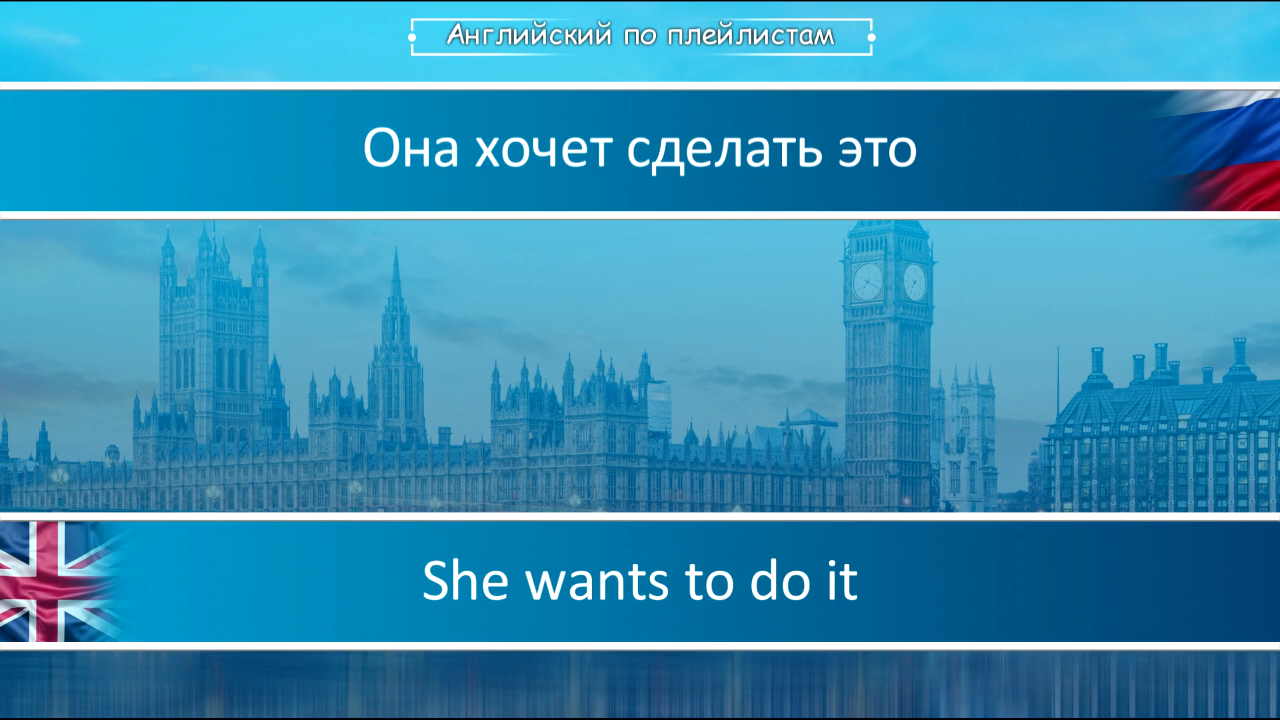 Английский по плейлистам
Она хочет сделать это
She wants to do it